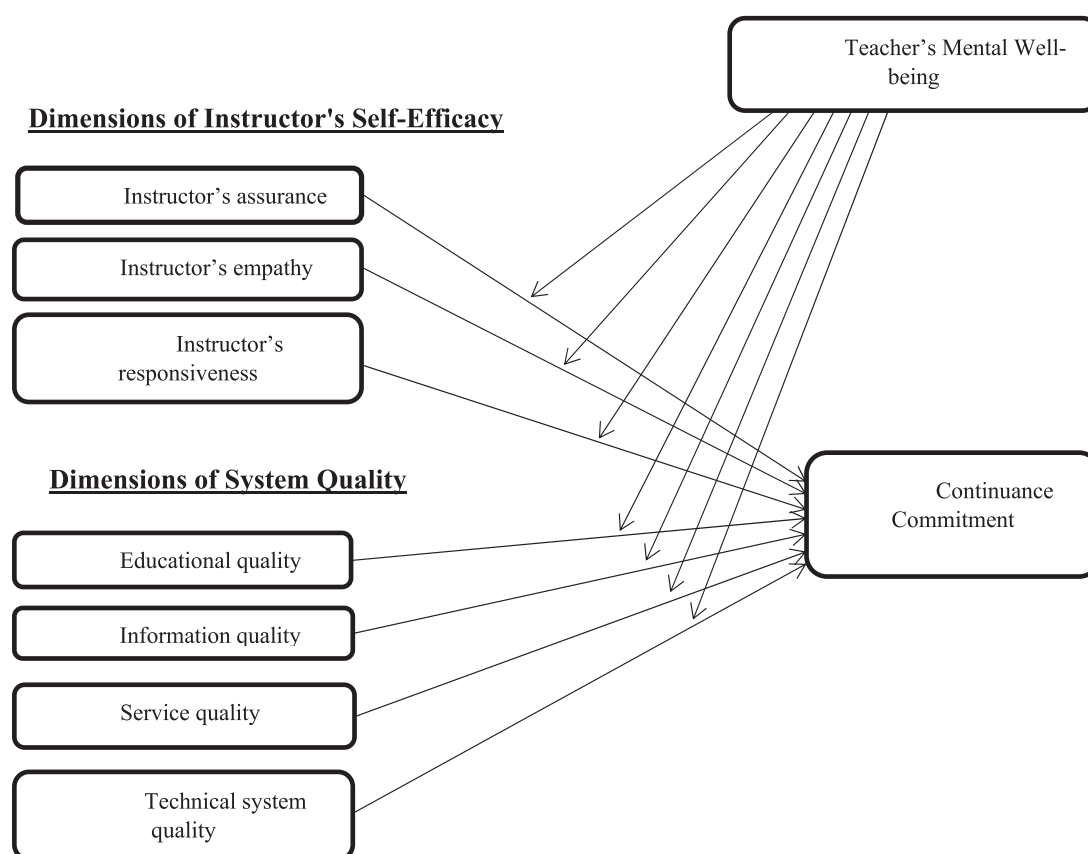 Teacher’s Mental Well-
being
Dimensions of Instructor's Self-Efficacy
Instructor’s assurance
Instructor’s empathy
Instructor’s
responsiveness
Dimensions of System Quality
Continuance
Commitment
Educational quality
Information quality
Service quality
Technical system
quality